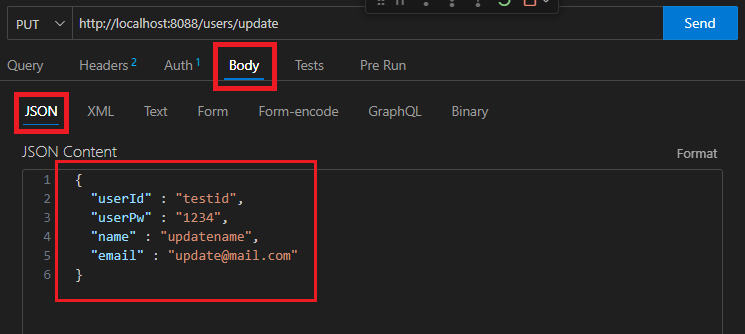 PUT http://localhost:8088/users/update Send
Query Headers 2 Auth 1 Body Tests Pre Run
JSON XML Text Form Form-encode GraphQL Binary
JSON Content Format
1 {
2 "userId" : "testid",
3 "userPw" : "1234",
4 "name" : "updatename",
5 "email" : "update@mail.com"
6 }